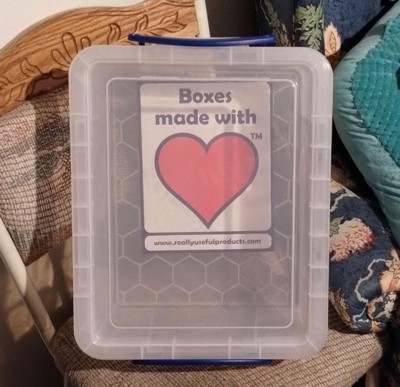 Boxes
made with
TM
www.reallyusefulproducts.com